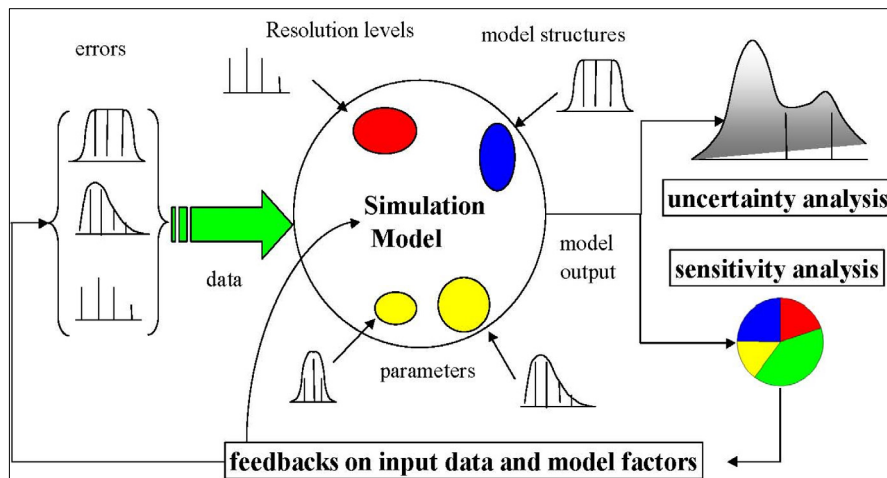 Resolution levels
model structures
errors
Simulation
Model
uncertainty analysis
model
output
data
sensitivity analysis
parameters
feedbacks on input data and model factors